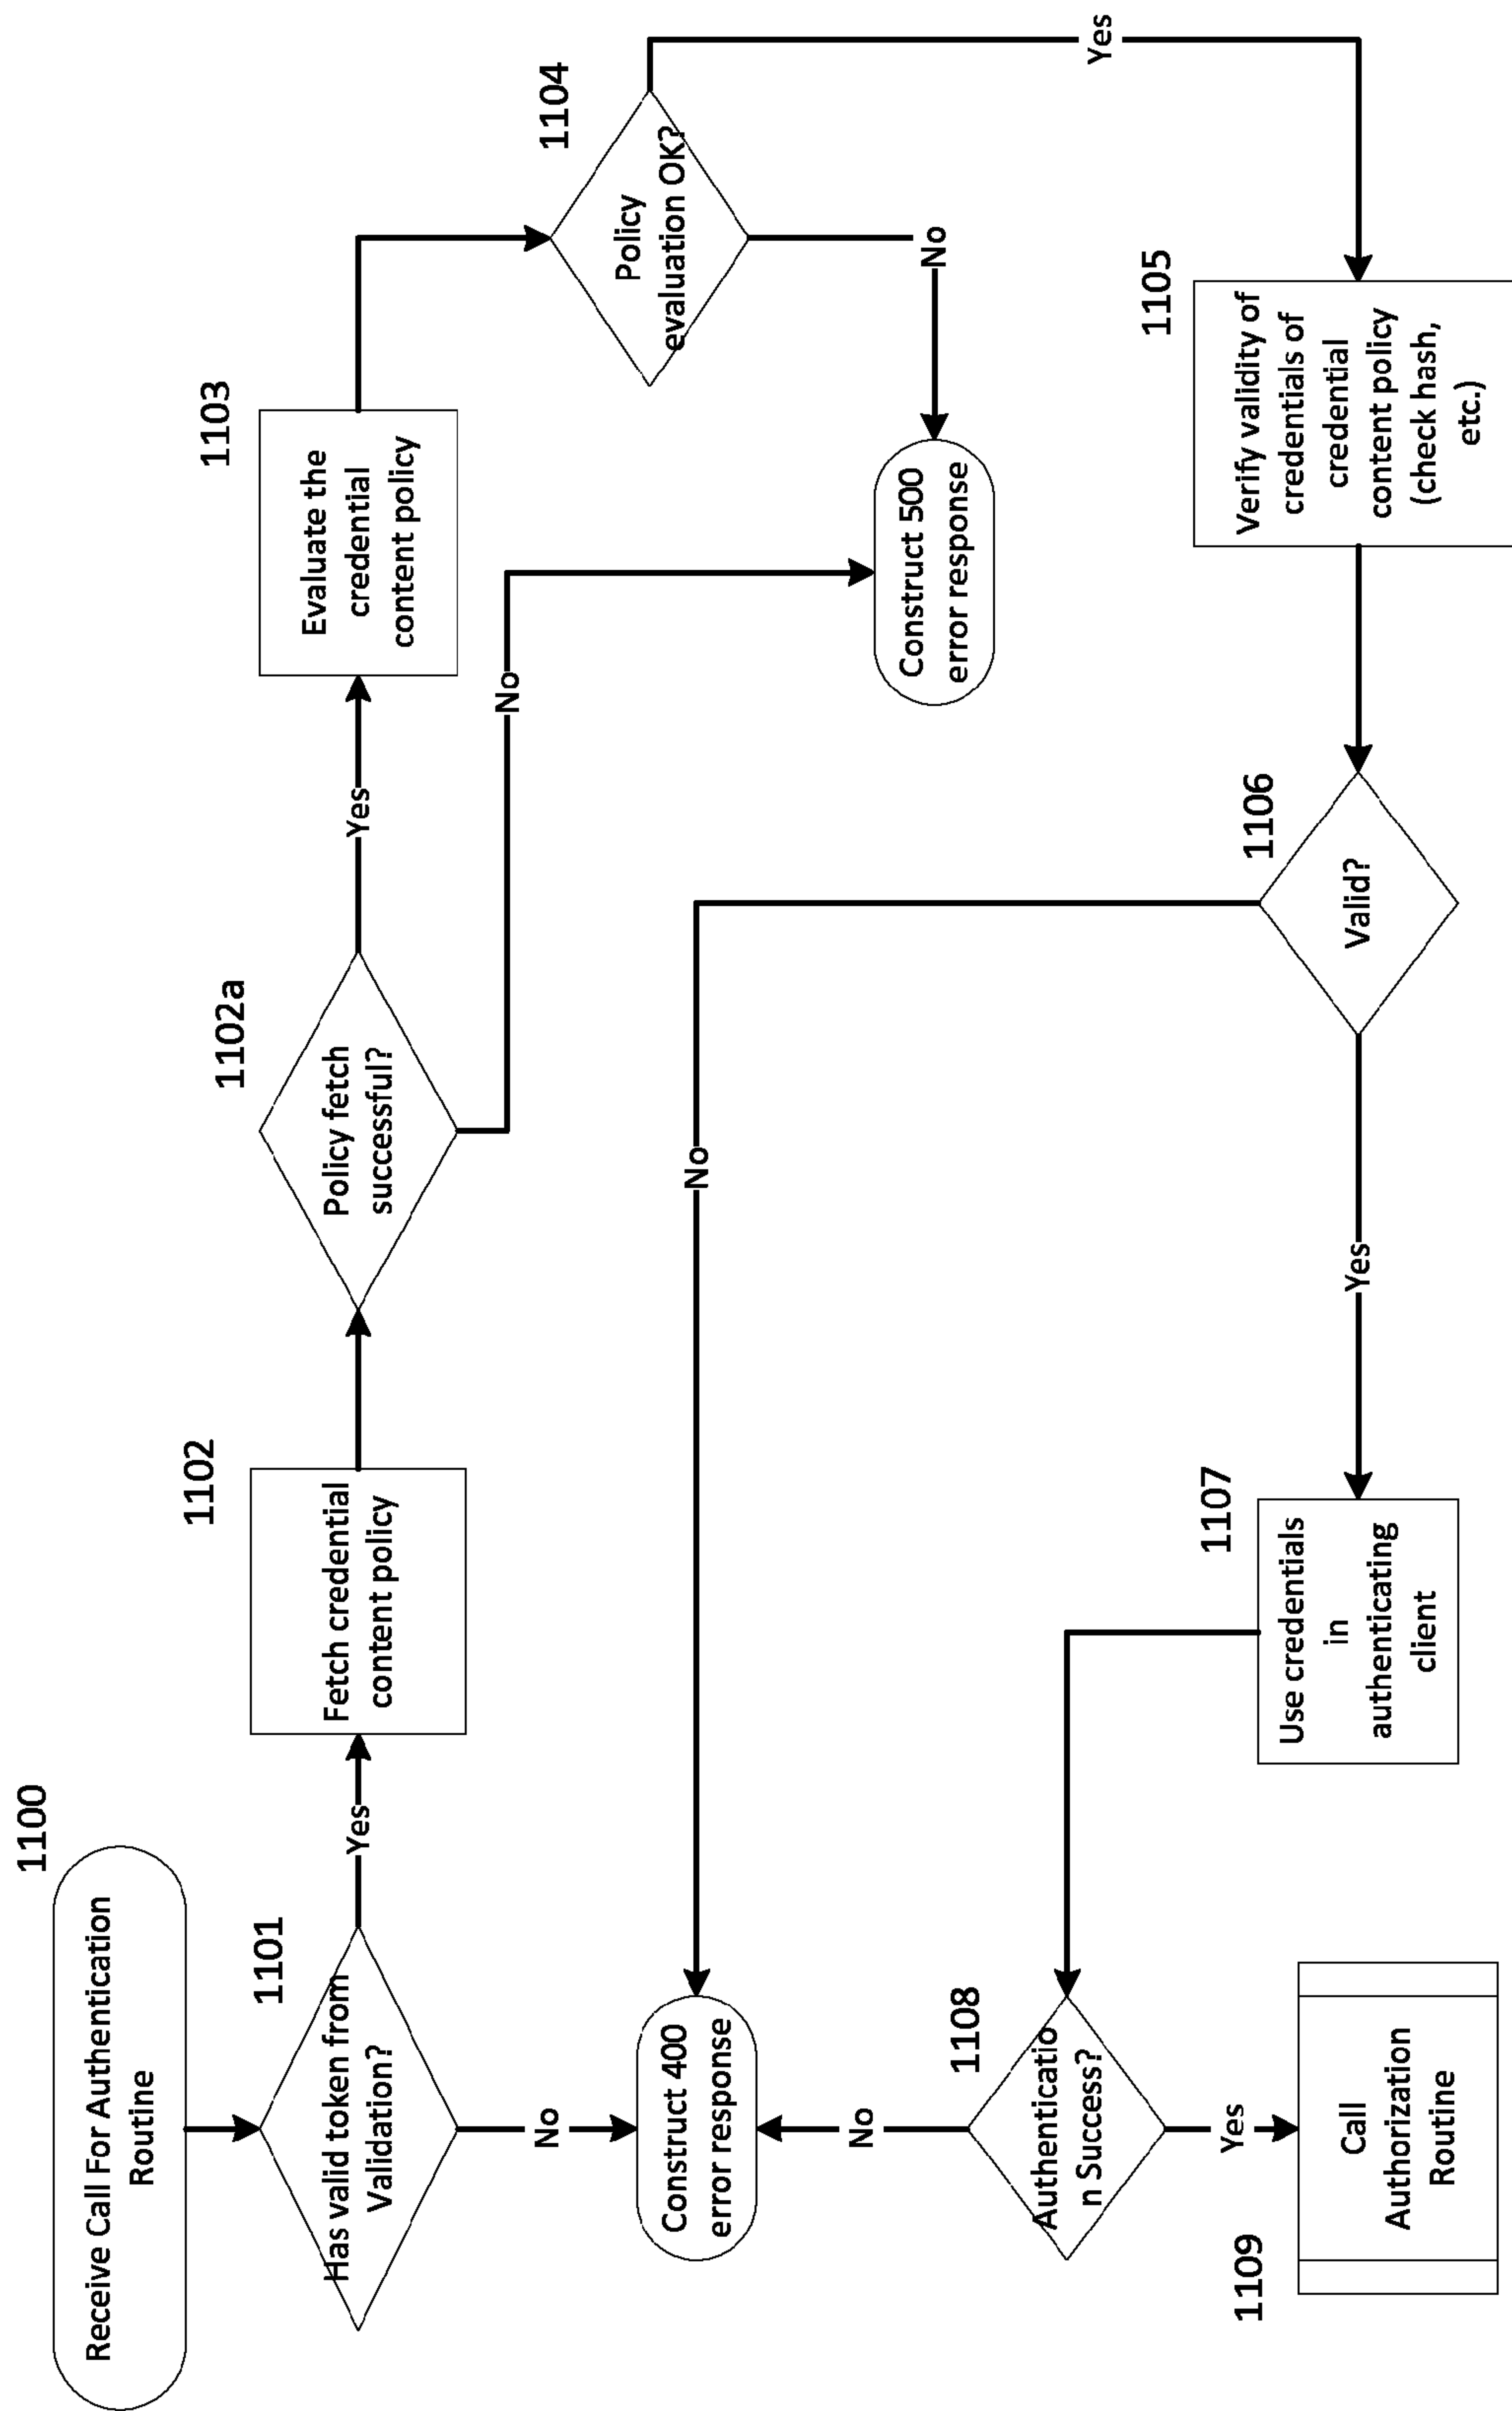 1100
Receive Call For Authentication
Routine
1101
Has valid token from
Validation?
Yes
No
1102
Fetch credential
content policy
1102a
Policy fetch
successful?
Yes
No
1103
Evaluate the
credential
content policy
1104
Policy
evaluation OK?
No
Yes
Construct 500
error response
1105
Verify validity of
credentials of
credential
content policy
(check hash,
etc.)
1106
Valid?
No
Yes
1107
Use credentials
in
authenticating
client
Construct 400
error response
1108
Authenticatio
n Success?
No
Yes
1109
Call
Authorization
Routine